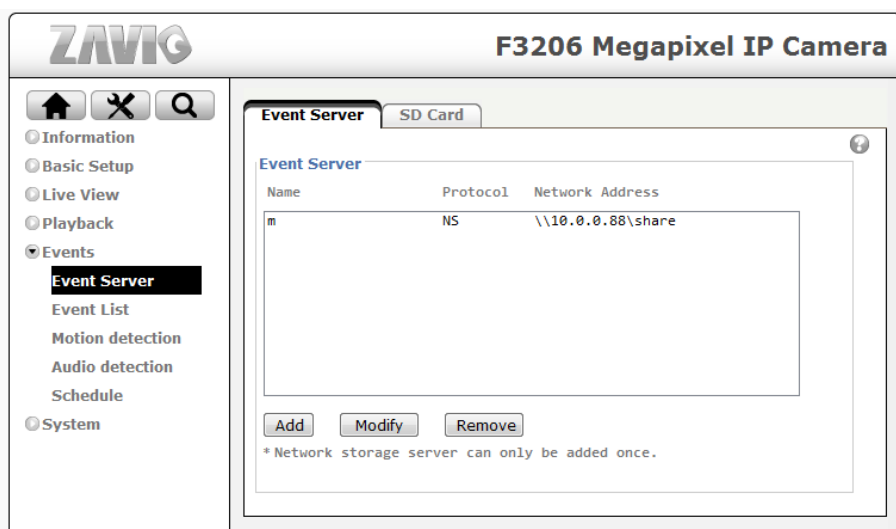 ZAVIO
F3206 Megapixel IP Camera
Information
Basic Setup
Live View
Playback
Events
Event Server
Event List
Motion detection
Audio detection
Schedule
System
Event Server SD Card
Event Server
Name Protocol Network Address
m NS \\10.0.0.88\share
Add Modify Remove
* Network storage server can only be added once.